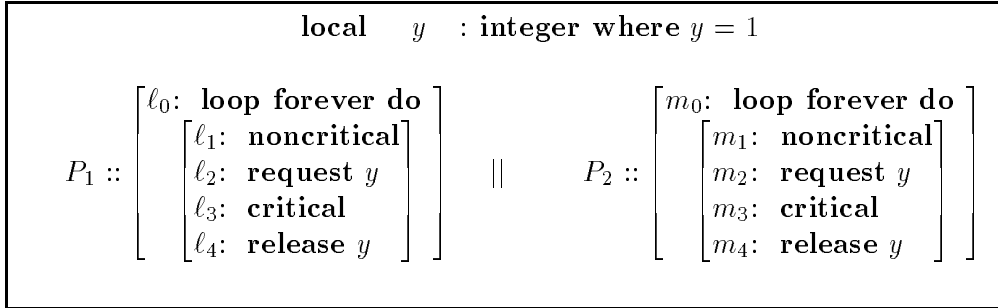 local y : integer where y = 1
ℓ0: loop forever do m0: loop forever do
ℓ1: noncritical m1: noncritical
P1 :: ℓ2: request y || P2 :: m2: request y
ℓ3: critical m3: critical
ℓ4: release y m4: release y